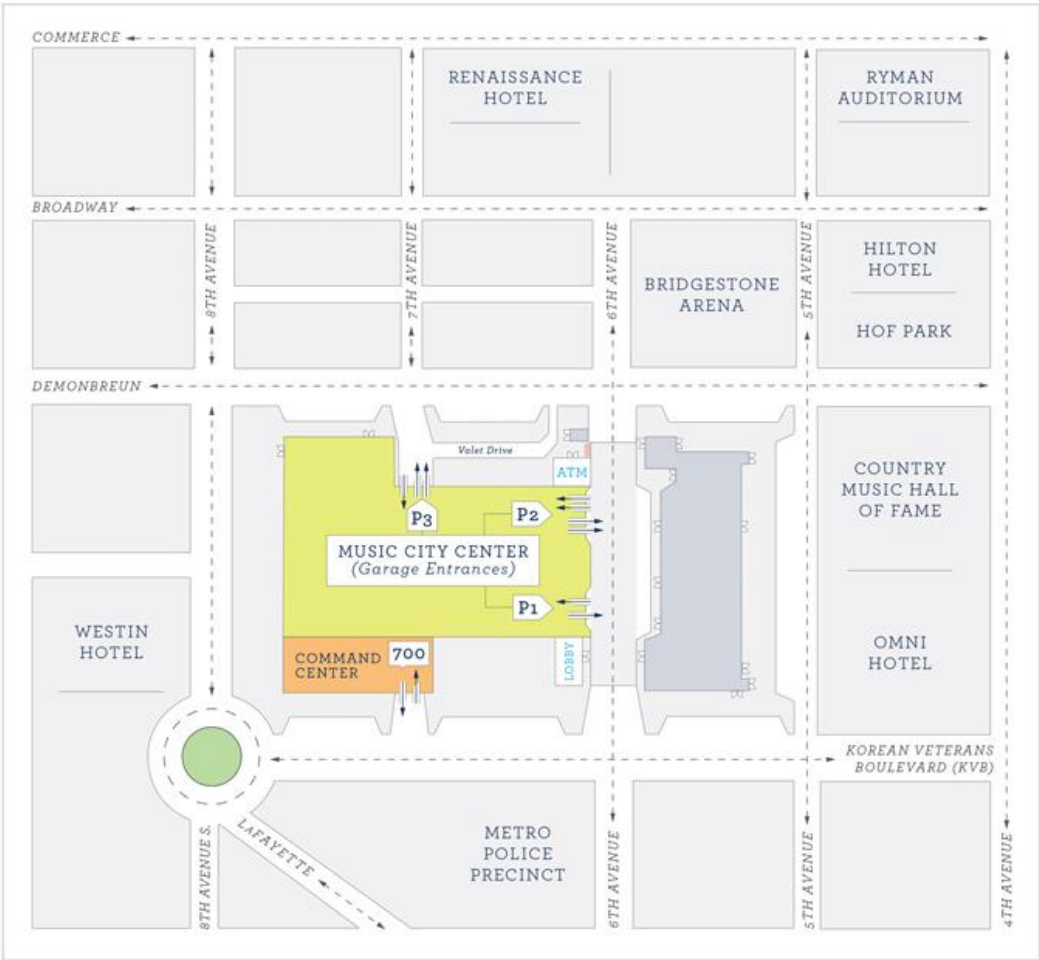 COMMERCE
RENAISSANCE
HOTEL
RYMAN
AUDITORIUM
BROADWAY
8TH AVENUE
7TH AVENUE
6TH AVENUE
5TH AVENUE
BRIDGESTONE
ARENA
HILTON
HOTEL
HOF PARK
DEMONBREUN
Valet Drive
ATM
P3
P2
MUSIC CITY CENTER
(Garage Entrances)
P1
COUNTRY
MUSIC HALL
OF FAME
WESTIN
HOTEL
COMMAND
CENTER
700
LOBBY
OMNI
HOTEL
KOREAN VETERANS
BOULEVARD (KVB)
LAFAYETTE
8TH AVENUE S.
METRO
POLICE
PRECINCT
6TH AVENUE
5TH AVENUE
4TH AVENUE